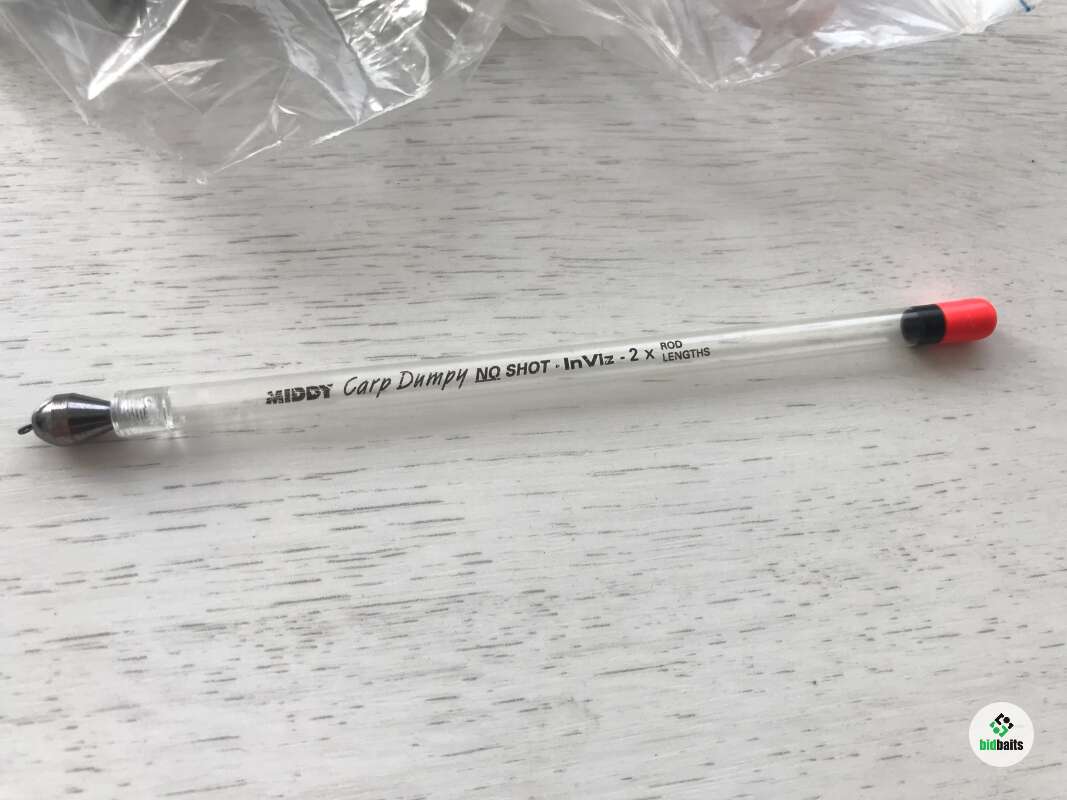 MIDDY Carp Dumpy NO SHOT · InViz - 2 x ROD
LENGTHS
bidbaits